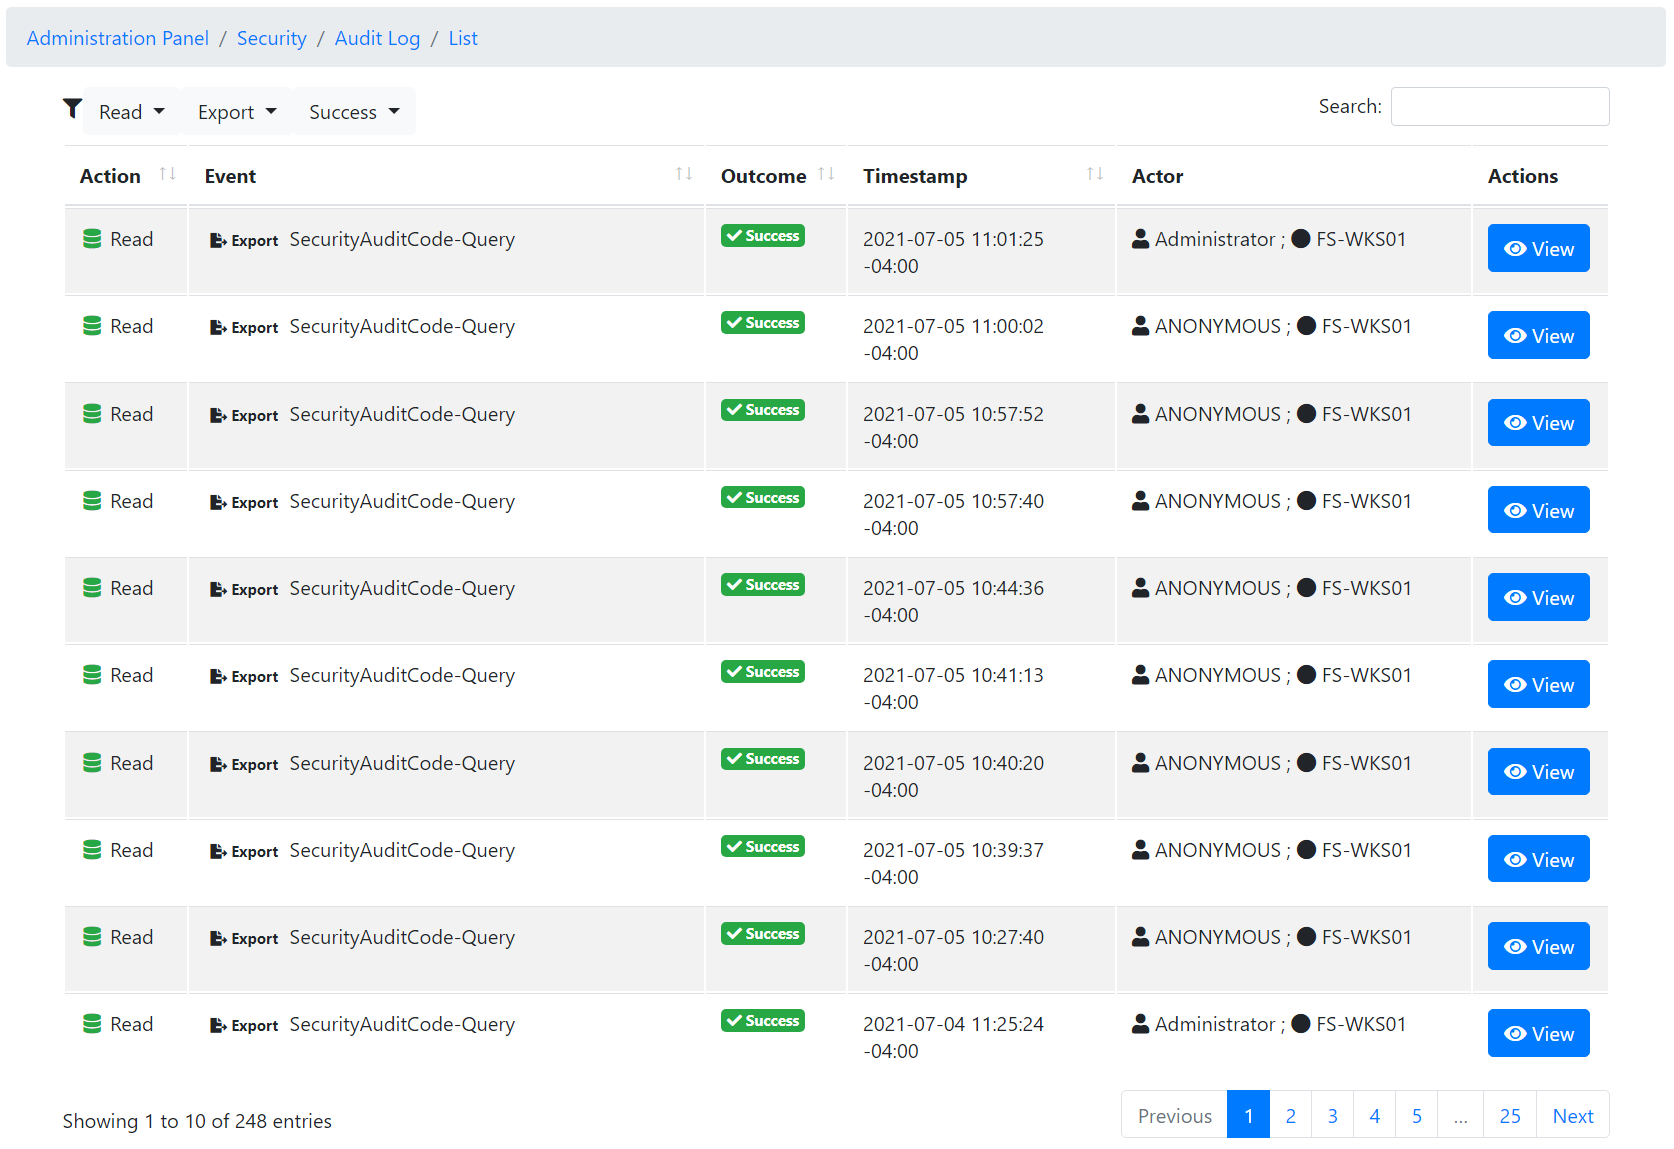 Administration Panel / Security / Audit Log / List
Read Export Success Search:
Action Event Outcome Timestamp Actor Actions
Read Export SecurityAuditCode-Query Success 2021-07-05 11:01:25 Administrator ; FS-WKS01 View
-04:00
Read Export SecurityAuditCode-Query Success 2021-07-05 11:00:02 ANONYMOUS ; FS-WKS01 View
-04:00
Read Export SecurityAuditCode-Query Success 2021-07-05 10:57:52 ANONYMOUS ; FS-WKS01 View
-04:00
Read Export SecurityAuditCode-Query Success 2021-07-05 10:57:40 ANONYMOUS ; FS-WKS01 View
-04:00
Read Export SecurityAuditCode-Query Success 2021-07-05 10:44:36 ANONYMOUS ; FS-WKS01 View
-04:00
Read Export SecurityAuditCode-Query Success 2021-07-05 10:41:13 ANONYMOUS ; FS-WKS01 View
-04:00
Read Export SecurityAuditCode-Query Success 2021-07-05 10:40:20 ANONYMOUS ; FS-WKS01 View
-04:00
Read Export SecurityAuditCode-Query Success 2021-07-05 10:39:37 ANONYMOUS ; FS-WKS01 View
-04:00
Read Export SecurityAuditCode-Query Success 2021-07-05 10:27:40 ANONYMOUS ; FS-WKS01 View
-04:00
Read Export SecurityAuditCode-Query Success 2021-07-04 11:25:24 Administrator ; FS-WKS01 View
-04:00
Showing 1 to 10 of 248 entries Previous 1 2 3 4 5 ... 25 Next